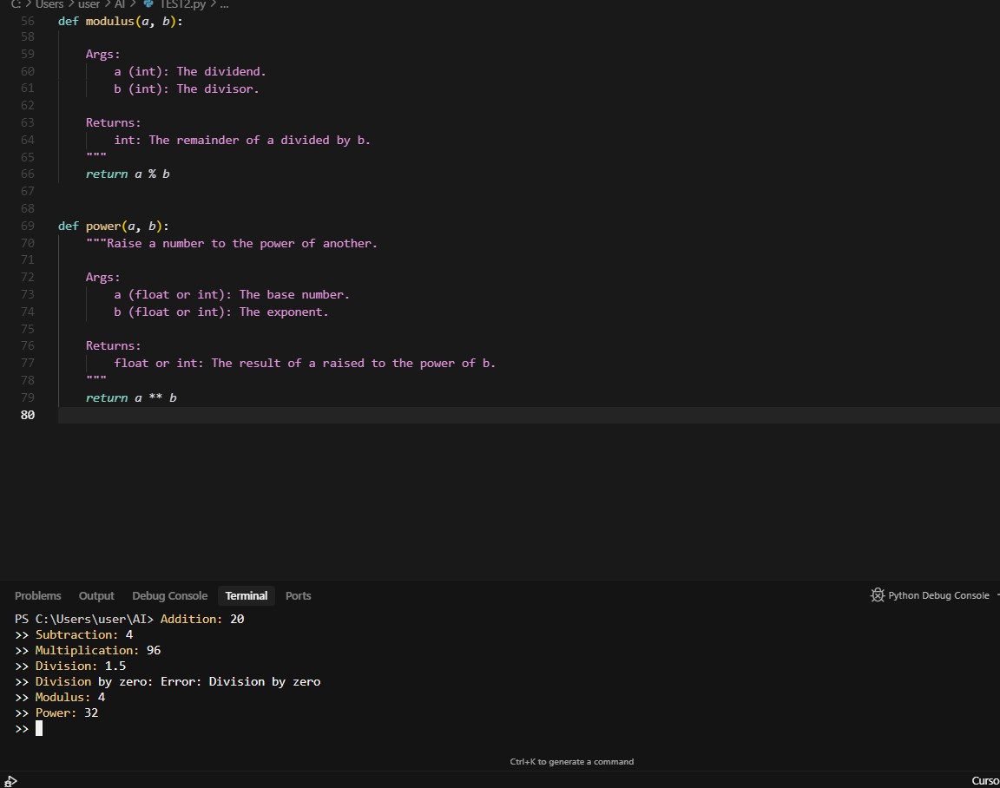 C: > Users > user > AI > TEST2.py > ...
56 def modulus(a, b):
58
59 Args:
60 a (int): The dividend.
61 b (int): The divisor.
62
63 Returns:
64 int: The remainder of a divided by b.
65 """
66 return a % b
67
68
69 def power(a, b):
70 """Raise a number to the power of another.
71
72 Args:
73 a (float or int): The base number.
74 b (float or int): The exponent.
75
76 Returns:
77 float or int: The result of a raised to the power of b.
78 """
79 return a ** b
80
Problems Output Debug Console Terminal Ports Python Debug Console
PS C:\Users\user\AI> Addition: 20
>> Subtraction: 4
>> Multiplication: 96
>> Division: 1.5
>> Division by zero: Error: Division by zero
>> Modulus: 4
>> Power: 32
>>
Ctrl+K to generate a command
Curso